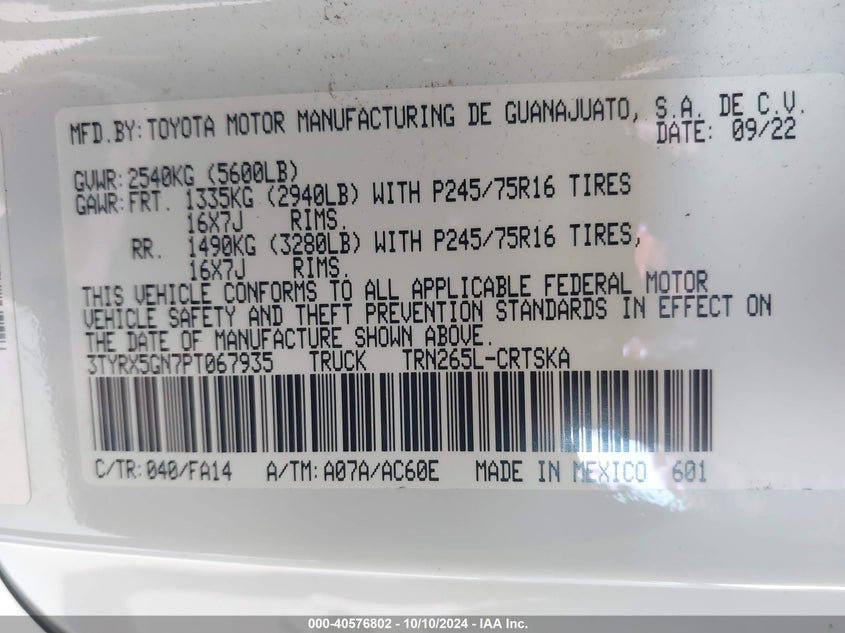 MFD.BY: TOYOTA MOTOR MANUFACTURING DE GUANAJUATO, S.A. DE C.V.
DATE: 09/22
GVWR: 2540KG (5600LB)
GAWR: FRT. 1335KG (2940LB) WITH P245/75R16 TIRES
16X7J RIMS.
RR. 1490KG (3280LB) WITH P245/75R16 TIRES,
16X7J RIMS.
THIS VEHICLE CONFORMS TO ALL APPLICABLE FEDERAL MOTOR
VEHICLE SAFETY AND THEFT PREVENTION STANDARDS IN EFFECT ON
THE DATE OF MANUFACTURE SHOWN ABOVE.
3TYRX5GN7PT067935 TRUCK TRN265L-CRTSKA
C/TR: 040/FA14 A/TM: A07A/AC60E MADE IN MEXICO 601
000-40576802 - 10/10/2024 - IAA Inc.